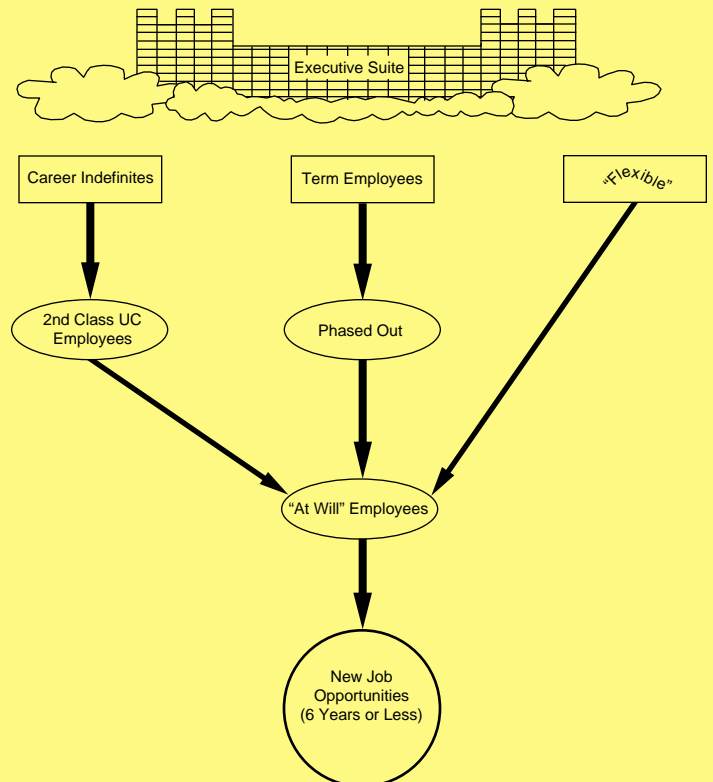 Executive Suite
Career Indefinites
Term Employees
“Flexible”
2nd Class UC
Employees
Phased Out
“At Will” Employees
New Job
Opportunities
(6 Years or Less)